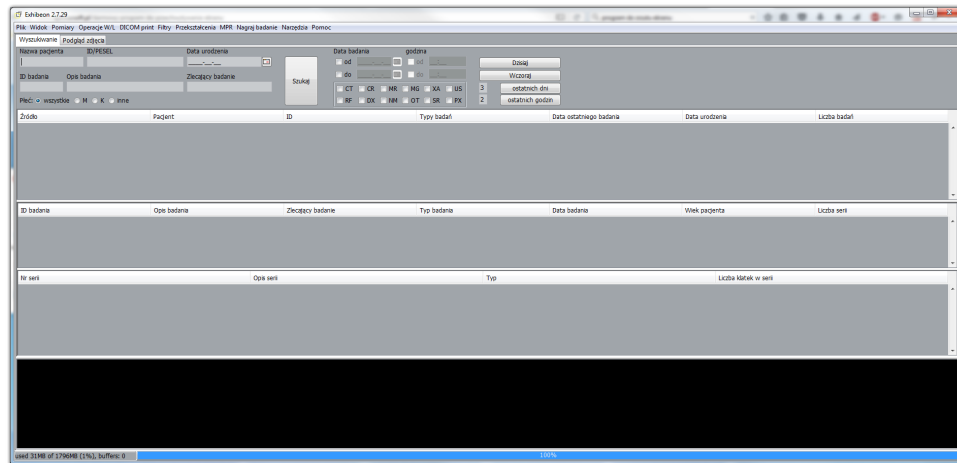 Exhibeon 2.7.29
Plik Widok Pomiary Operacje W/L DICOM print Filtry Przekształcenia MPR Nagraj badanie Narzędzia Pomoc
Wyszukiwanie Podgląd zdjęcia
Nazwa pacjenta ID/PESEL Data urodzenia Data badania godzina
____-__-__ od od Dzisiaj
ID badania Opis badania Zlecający badanie Szukaj do do Wczoraj
CT CR MR MG XA US 3 ostatnich dni
Płeć: wszystkie M K inne RF DX NM OT SR PX 2 ostatnich godzin
Źródło Pacjent ID Typy badań Data ostatniego badania Data urodzenia Liczba badań
ID badania Opis badania Zlecający badanie Typ badania Data badania Wiek pacjenta Liczba serii
Nr serii Opis serii Typ Liczba klatek w serii
used 31MB of 1796MB (1%), buffers: 0 100%